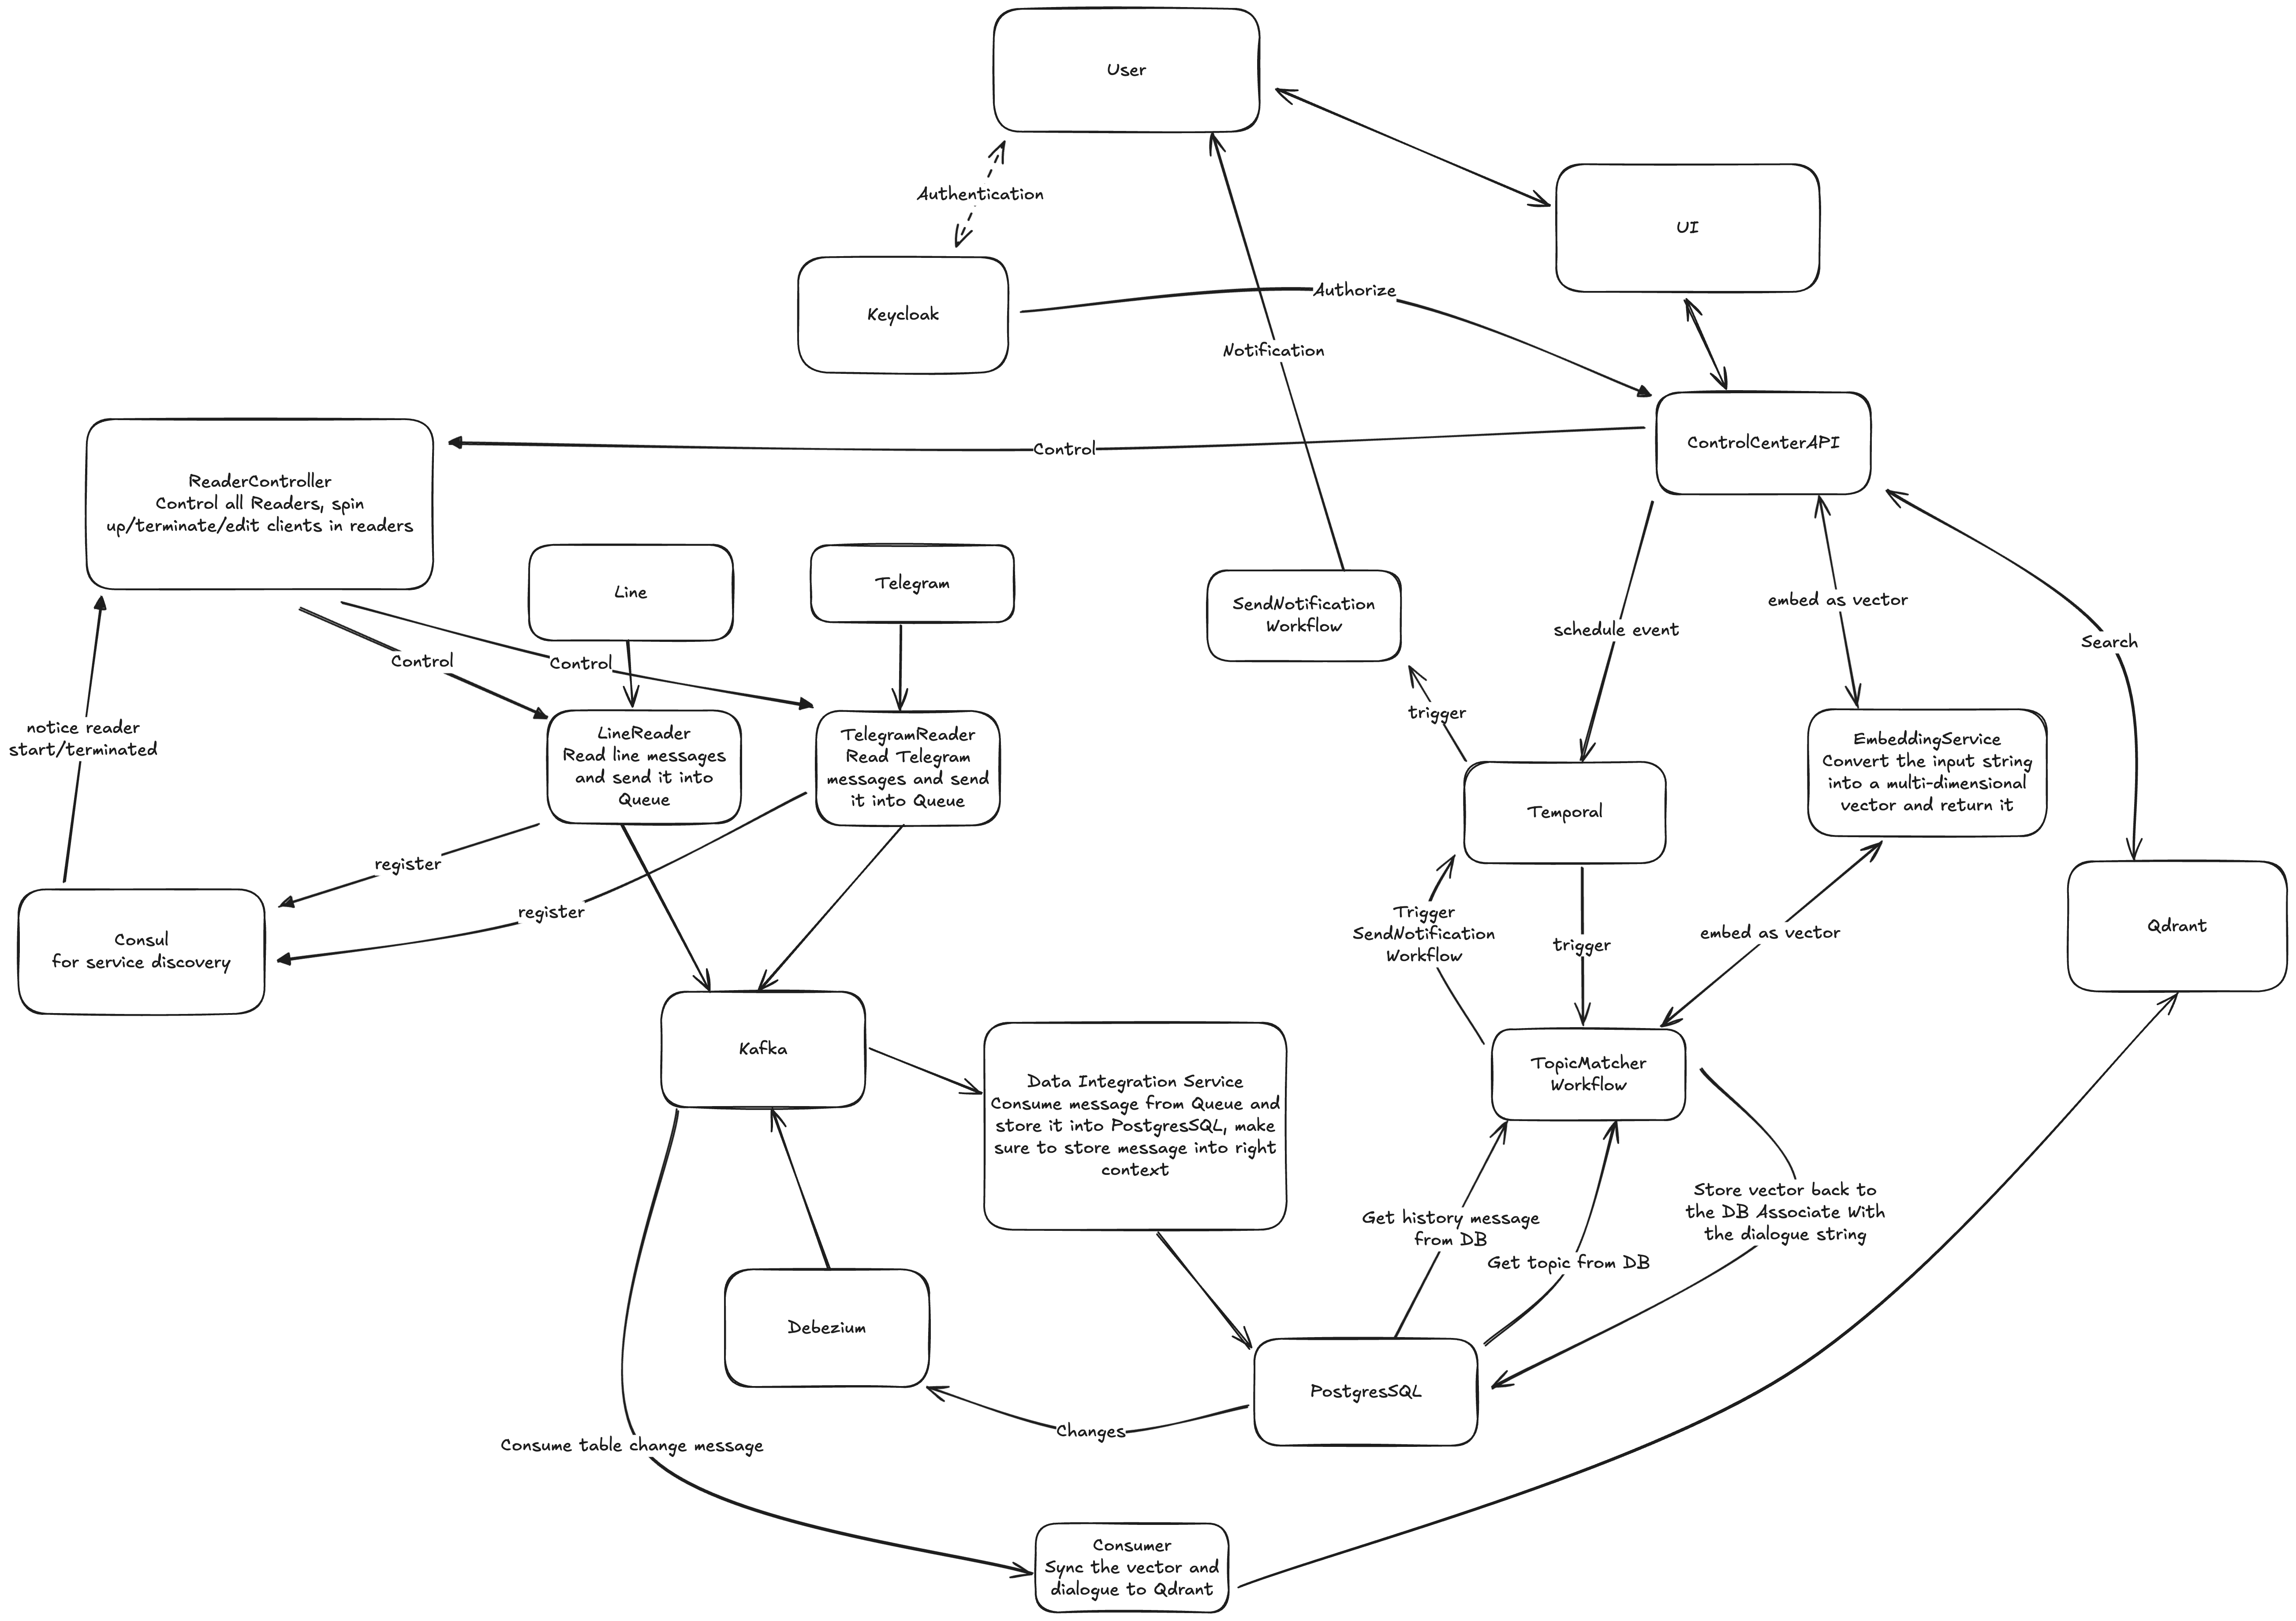 User
Authentication
UI
Keycloak
Authorize
Notification
ControlCenterAPI
Control
ReaderController
Control all Readers, spin
up/terminate/edit clients in readers
Line
Telegram
SendNotification
Workflow
embed as vector
schedule event
Search
Control
Control
trigger
notice reader
start/terminated
LineReader
Read line messages
and send it into
Queue
TelegramReader
Read Telegram
messages and send
it into Queue
EmbeddingService
Convert the input string
into a multi-dimensional
vector and return it
Temporal
register
register
Trigger
SendNotification
Workflow
trigger
embed as vector
Qdrant
Consul
for service discovery
Kafka
Data Integration Service
Consume message from Queue and
store it into PostgresSQL, make
sure to store message into right
context
TopicMatcher
Workflow
Store vector back to
the DB Associate With
the dialogue string
Get history message
from DB
Get topic from DB
Debezium
PostgresSQL
Changes
Consume table change message
Consumer
Sync the vector and
dialogue to Qdrant